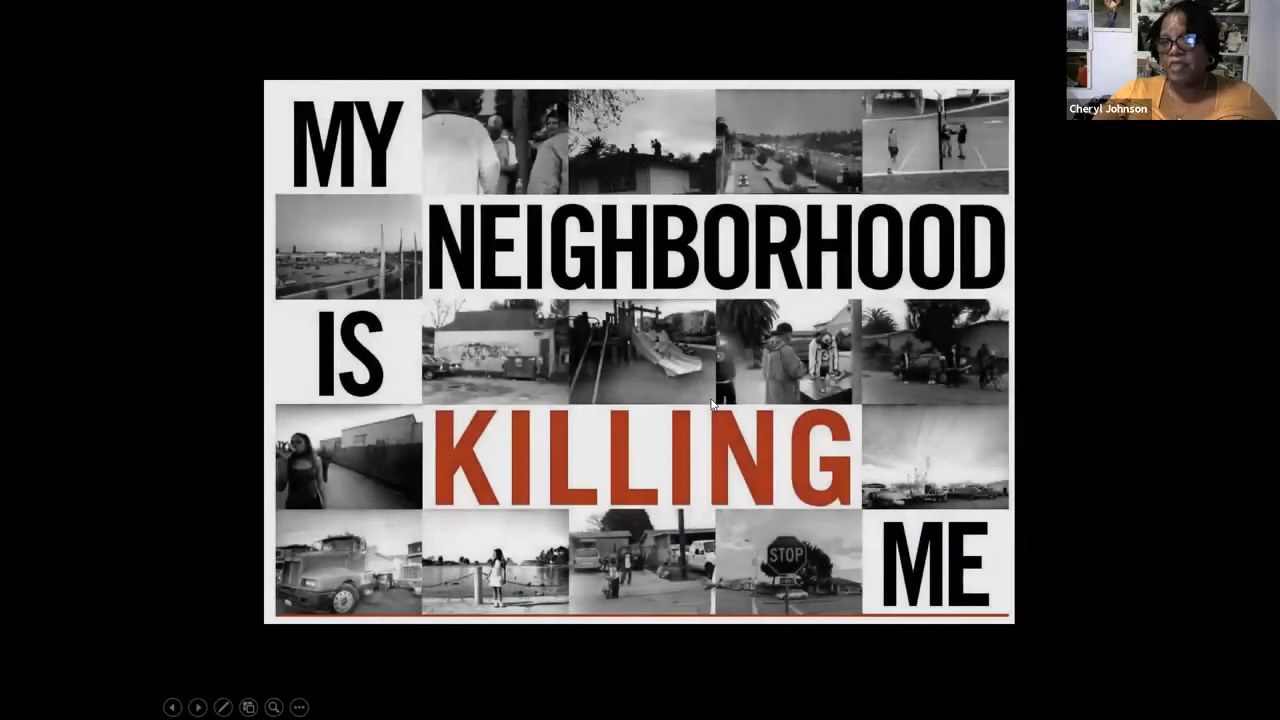 MY
NEIGHBORHOOD
IS
KILLING
STOP
ME
Cheryl Johnson